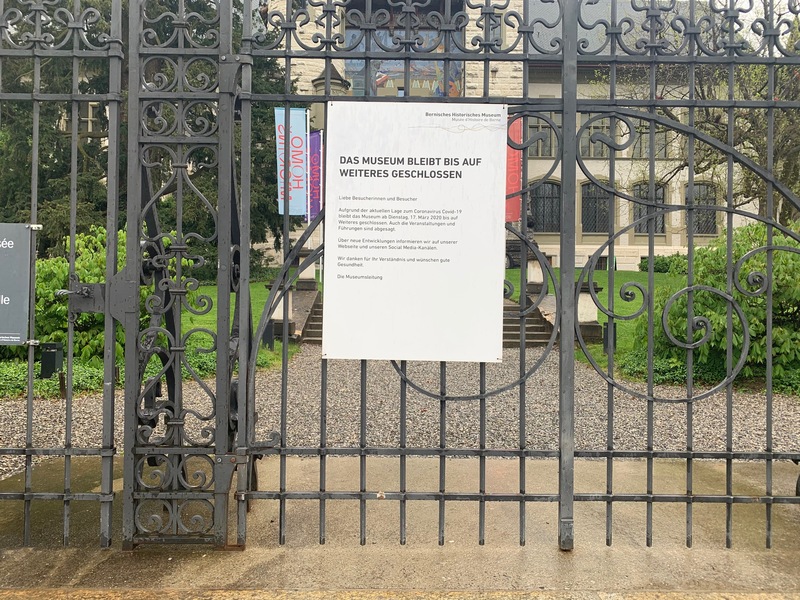 Bernisches Historisches Museum
Musée d'Histoire de Berne
DAS MUSEUM BLEIBT BIS AUF
WEITERES GESCHLOSSEN
Liebe Besucherinnen und Besucher
Aufgrund der aktuellen Lage zum Coronavirus Covid-19
bleibt das Museum ab Dienstag, 17. März 2020 bis auf
Weiteres geschlossen. Auch die Veranstaltungen und
Führungen sind abgesagt.
Über neue Entwicklungen informieren wir auf unserer
Webseite und unseren Social Media-Kanälen.
Wir danken für Ihr Verständnis und wünschen gute
Gesundheit.
Die Museumsleitung
HOMO
sée
lle